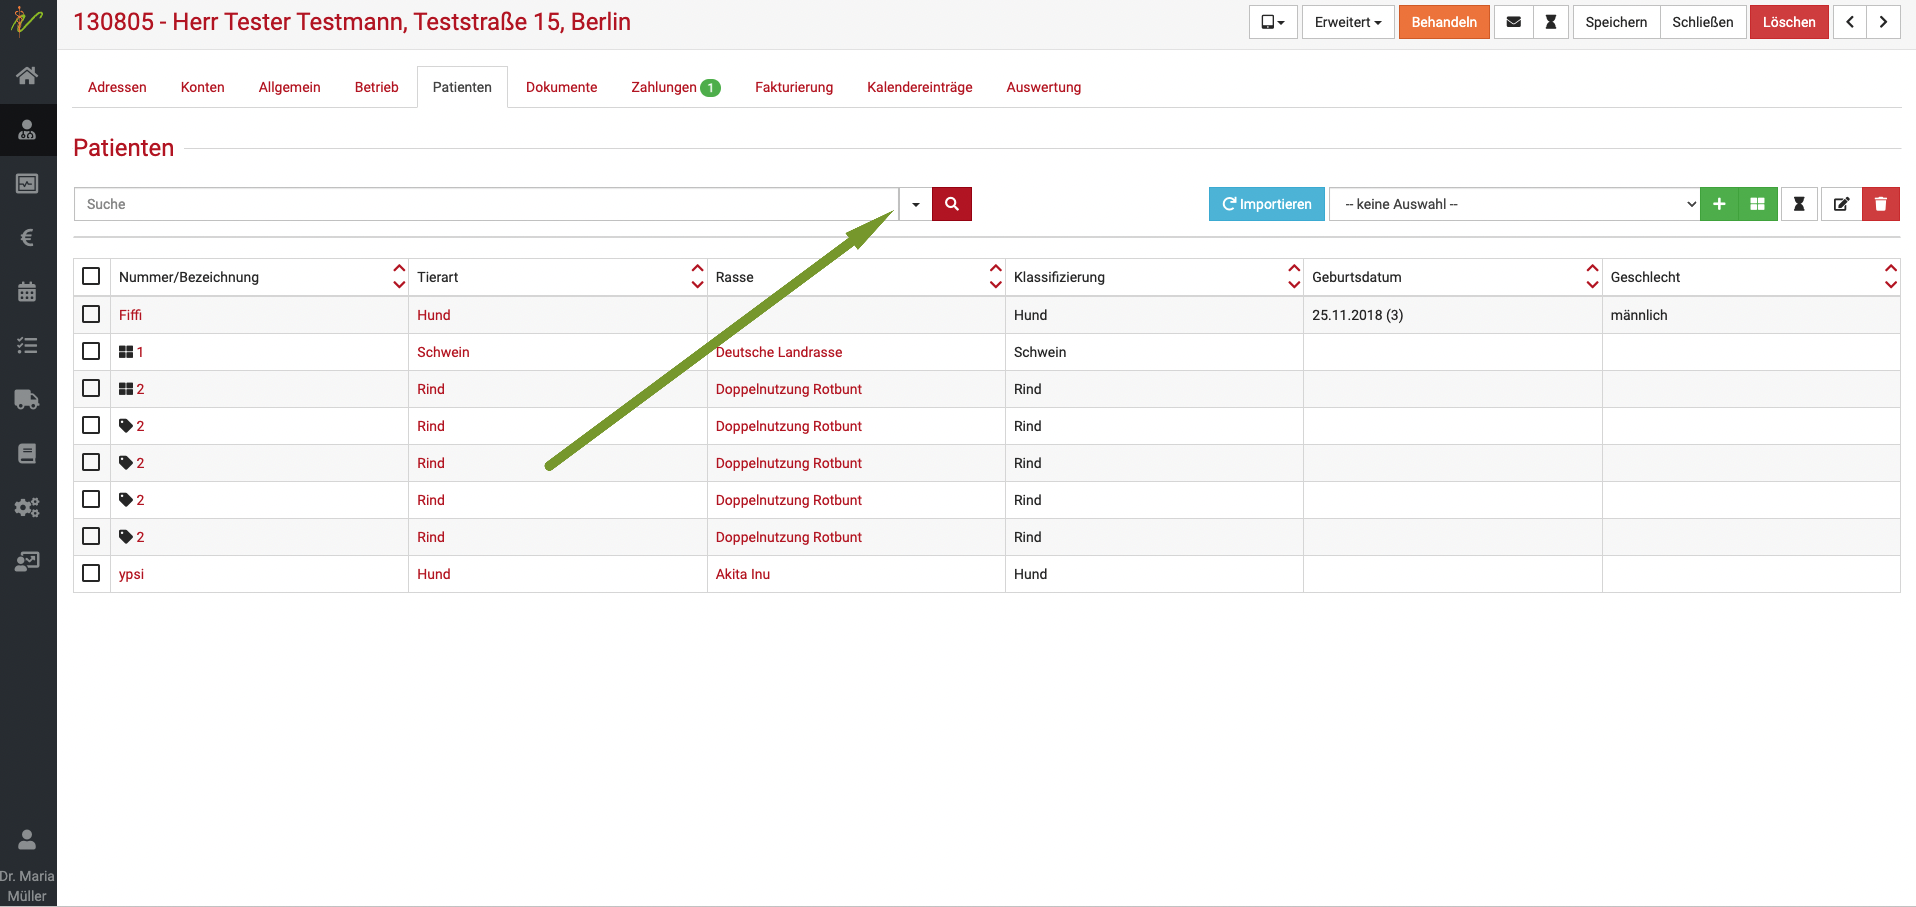 130805 - Herr Tester Testmann, Teststraße 15, Berlin
Erweitert Behandeln Speichern Schließen Löschen
Adressen Konten Allgemein Betrieb Patienten Dokumente Zahlungen 1 Fakturierung Kalendereinträge Auswertung
Patienten
Suche Importieren -- keine Auswahl --
Nummer/Bezeichnung Tierart Rasse Klassifizierung Geburtsdatum Geschlecht
Fiffi Hund Hund 25.11.2018 (3) männlich
1 Schwein Deutsche Landrasse Schwein
2 Rind Doppelnutzung Rotbunt Rind
2 Rind Doppelnutzung Rotbunt Rind
2 Rind Doppelnutzung Rotbunt Rind
2 Rind Doppelnutzung Rotbunt Rind
2 Rind Doppelnutzung Rotbunt Rind
ypsi Hund Akita Inu Hund
Dr. Maria
Müller